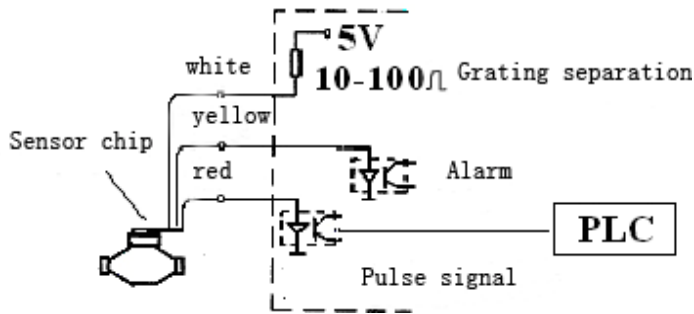 5V
white
10-100Ω Grating separation
yellow
Sensor chip
red
Alarm
PLC
Pulse signal